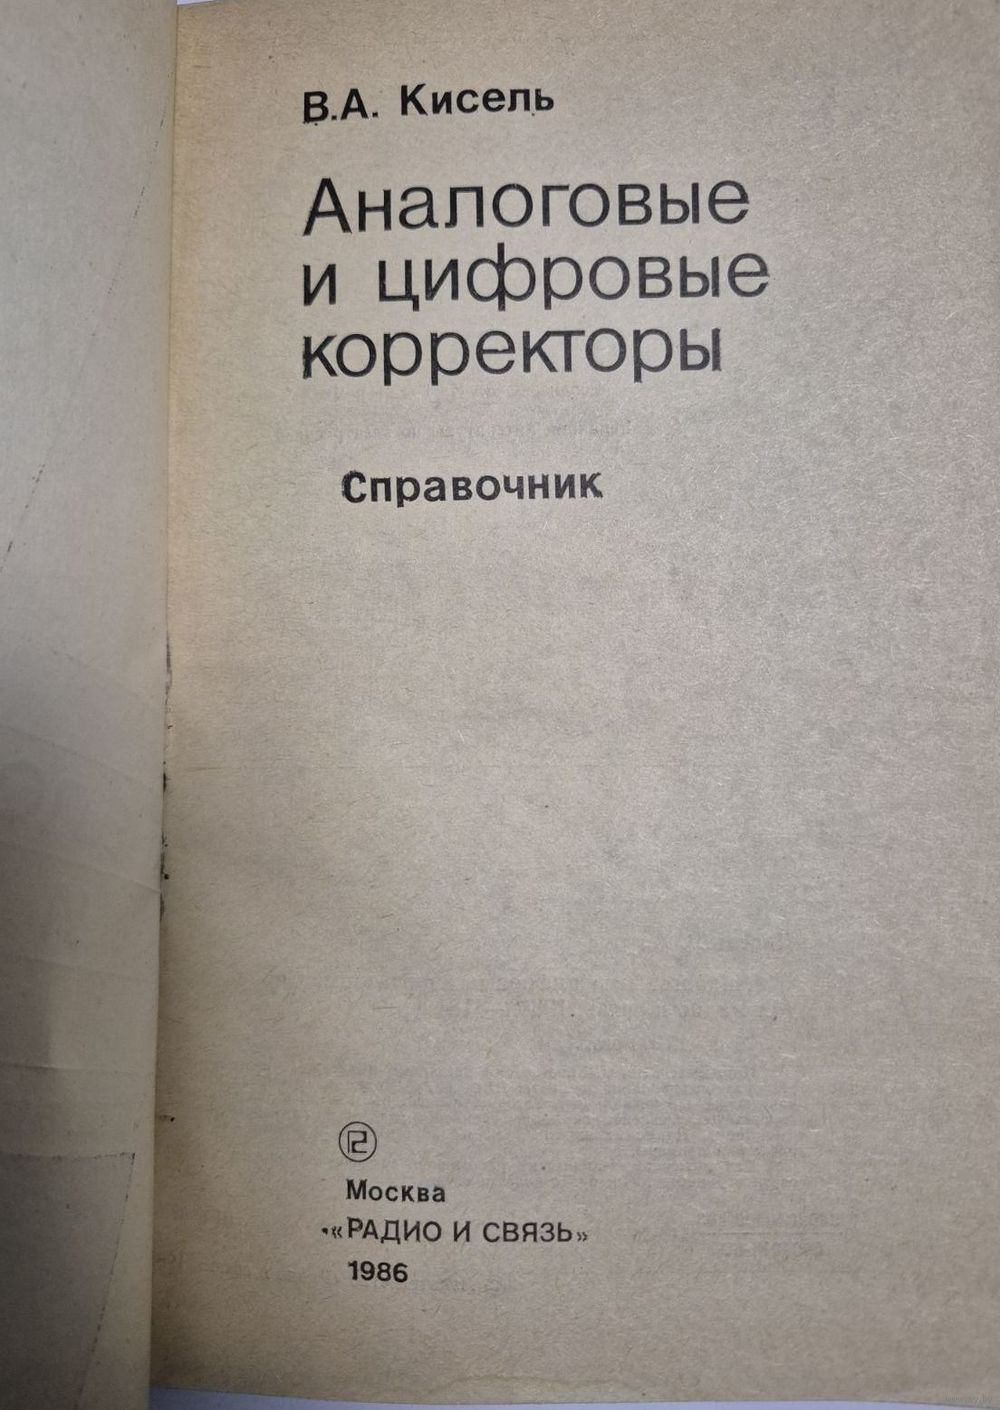 В.А. Кисель
Аналоговые
и цифровые
корректоры
Справочник
Москва
«РАДИО И СВЯЗЬ»
1986